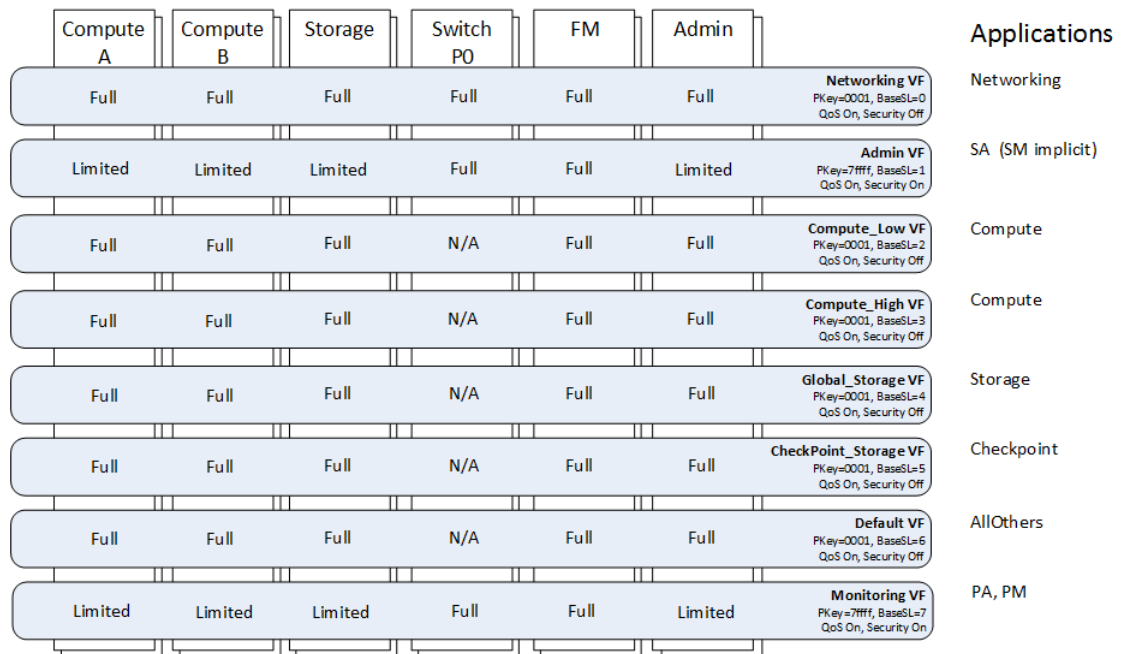 Compute A
Compute B
Storage
Switch P0
FM
Admin
Applications
Full Full Full Full Full Full
Networking VF
PKey=0001, BaseSL=0
QoS On, Security Off
Networking
Limited Limited Limited Full Full Limited
Admin VF
PKey=7ffff, BaseSL=1
QoS On, Security On
SA (SM implicit)
Full Full Full N/A Full Full
Compute_Low VF
PKey=0001, BaseSL=2
QoS On, Security Off
Compute
Full Full Full N/A Full Full
Compute_High VF
PKey=0001, BaseSL=3
QoS On, Security Off
Compute
Full Full Full N/A Full Full
Global_Storage VF
PKey=0001, BaseSL=4
QoS On, Security Off
Storage
Full Full Full N/A Full Full
CheckPoint_Storage VF
PKey=0001, BaseSL=5
QoS On, Security Off
Checkpoint
Full Full Full N/A Full Full
Default VF
PKey=0001, BaseSL=6
QoS On, Security Off
AllOthers
Limited Limited Limited Full Full Limited
Monitoring VF
PKey=7ffff, BaseSL=7
QoS On, Security On
PA, PM